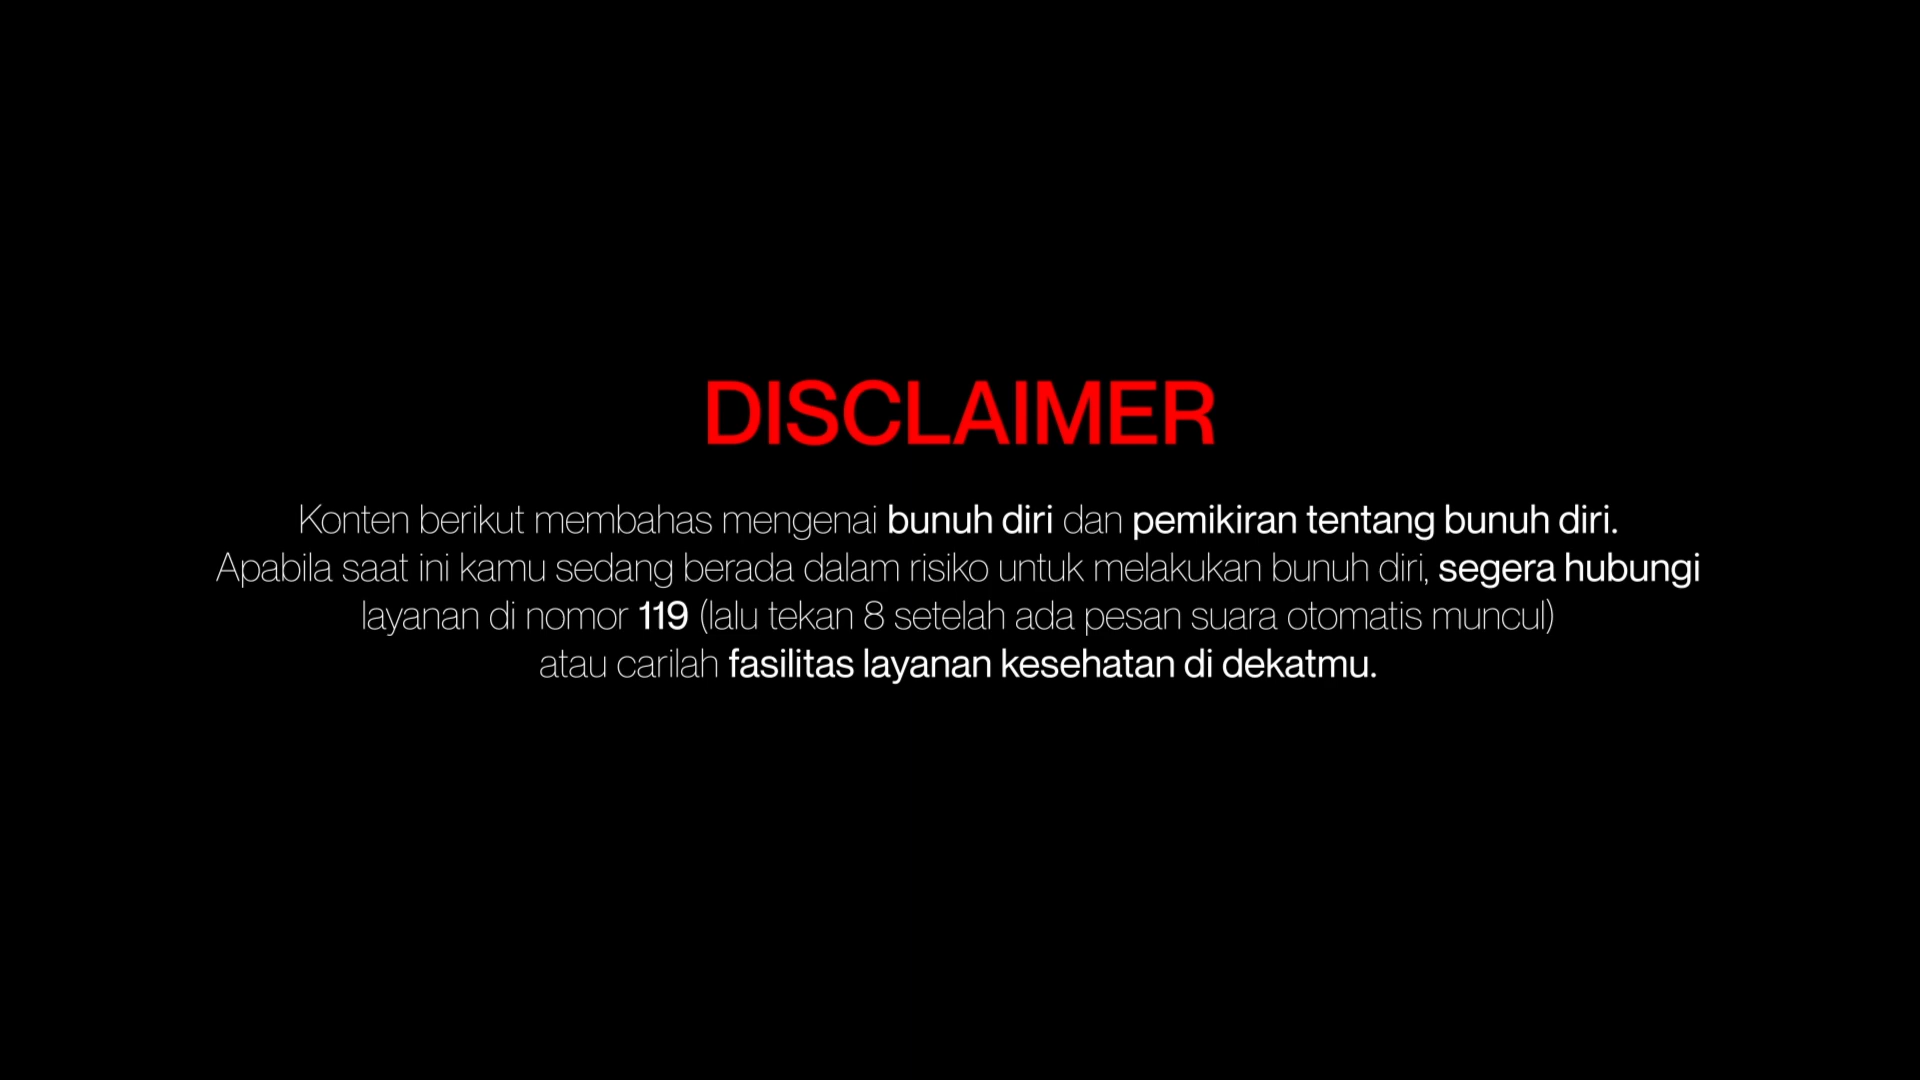 DISCLAIMER
Konten berikut membahas mengenai bunuh diri dan pemikiran tentang bunuh diri.
Apabila saat ini kamu sedang berada dalam risiko untuk melakukan bunuh diri, segera hubungi
layanan di nomor 119 (lalu tekan 8 setelah ada pesan suara otomatis muncul)
atau carilah fasilitas layanan kesehatan di dekatmu.